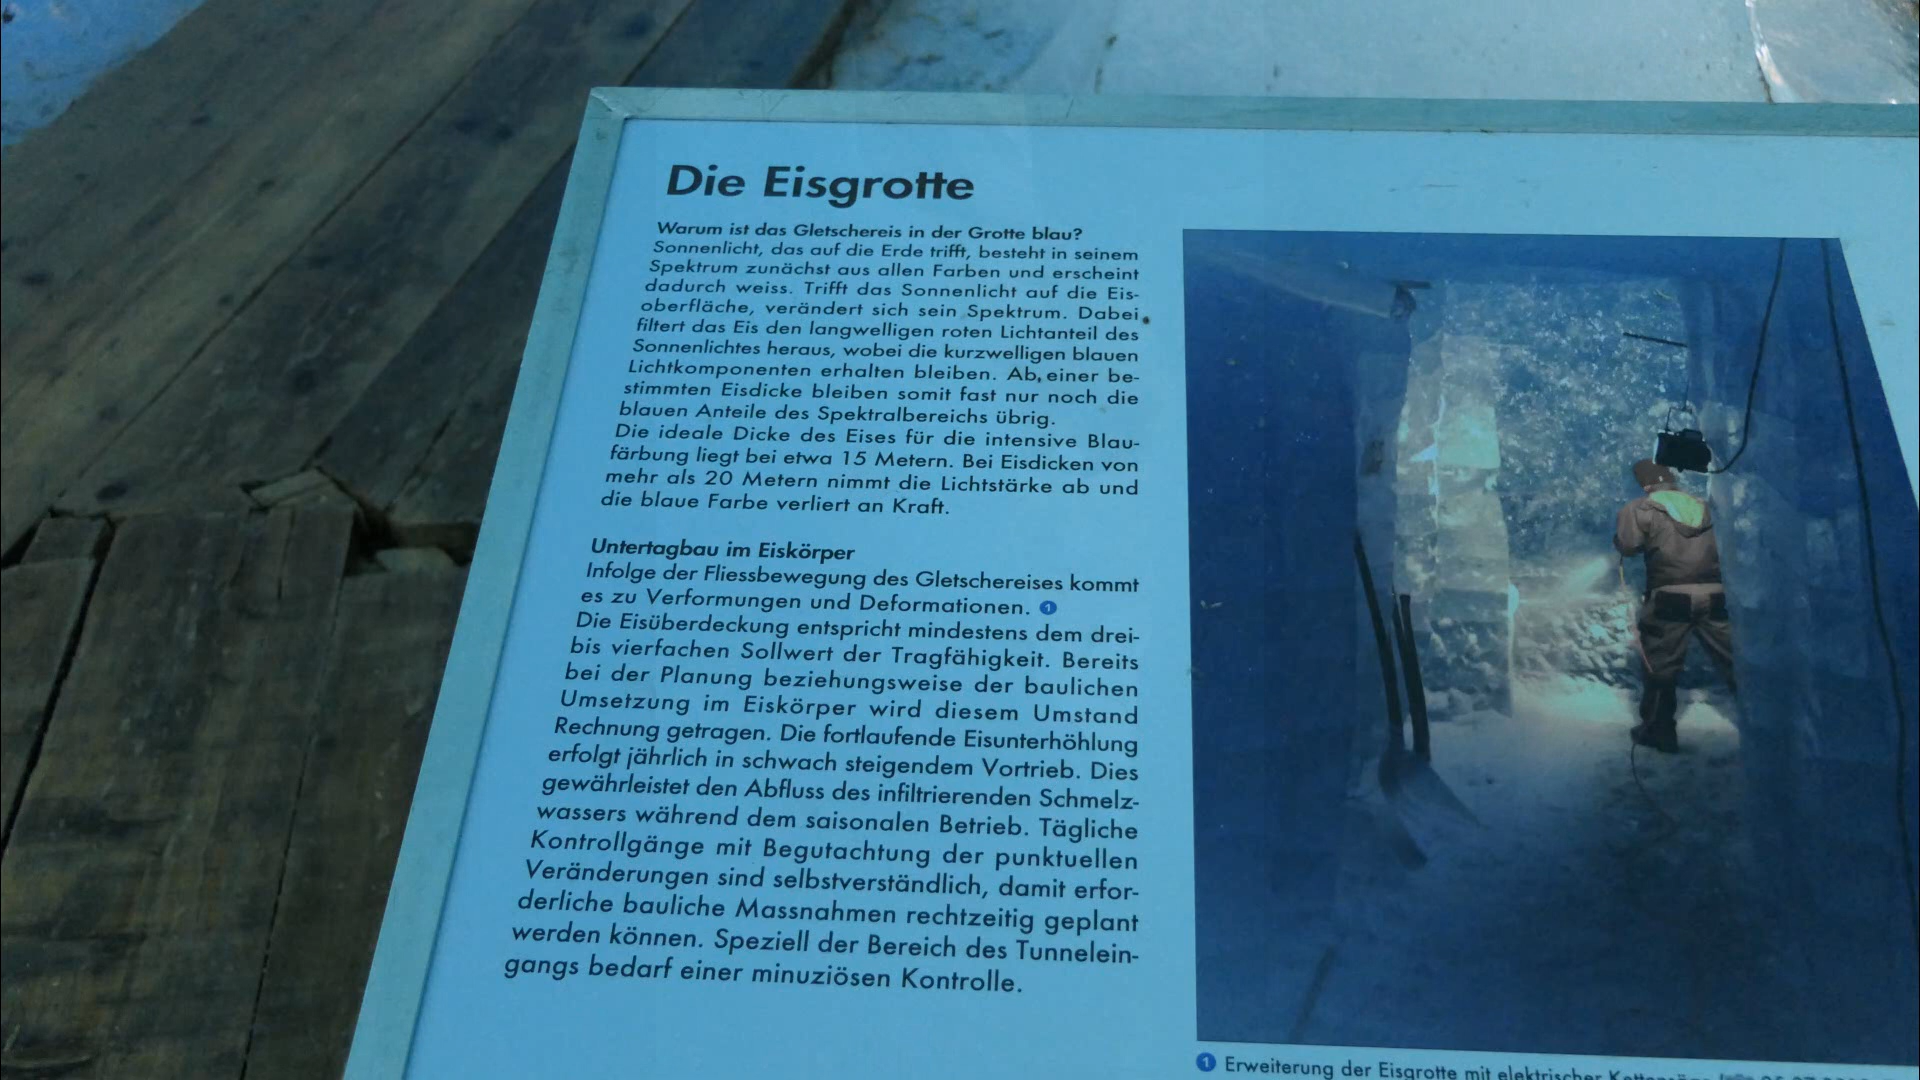 Die Eisgrotte
Warum ist das Gletschereis in der Grotte blau?
Sonnenlicht, das auf die Erde trifft, besteht in seinem
Spektrum zunächst aus allen Farben und erscheint
dadurch weiss. Trifft das Sonnenlicht auf die Eis-
oberfläche, verändert sich sein Spektrum. Dabei
filtert das Eis den langwelligen roten Lichtanteil des
Sonnenlichtes heraus, wobei die kurzwelligen blauen
Lichtkomponenten erhalten bleiben. Ab einer be-
stimmten Eisdicke bleiben somit fast nur noch die
blauen Anteile des Spektralbereichs übrig.
Die ideale Dicke des Eises für die intensive Blau-
färbung liegt bei etwa 15 Metern. Bei Eisdicken von
mehr als 20 Metern nimmt die Lichtstärke ab und
die blaue Farbe verliert an Kraft.
Untertagbau im Eiskörper
Infolge der Fliessbewegung des Gletschereises kommt
es zu Verformungen und Deformationen. 1
Die Eisüberdeckung entspricht mindestens dem drei-
bis vierfachen Sollwert der Tragfähigkeit. Bereits
bei der Planung beziehungsweise der baulichen
Umsetzung im Eiskörper wird diesem Umstand
Rechnung getragen. Die fortlaufende Eisunterhöhlung
erfolgt jährlich in schwach steigendem Vortrieb. Dies
gewährleistet den Abfluss des infiltrierenden Schmelz-
wassers während dem saisonalen Betrieb. Tägliche
Kontrollgänge mit Begutachtung der punktuellen
Veränderungen sind selbstverständlich, damit erfor-
derliche bauliche Massnahmen rechtzeitig geplant
werden können. Speziell der Bereich des Tunnelein-
gangs bedarf einer minuziösen Kontrolle.
1 Erweiterung der Eisgrotte mit elektrischer